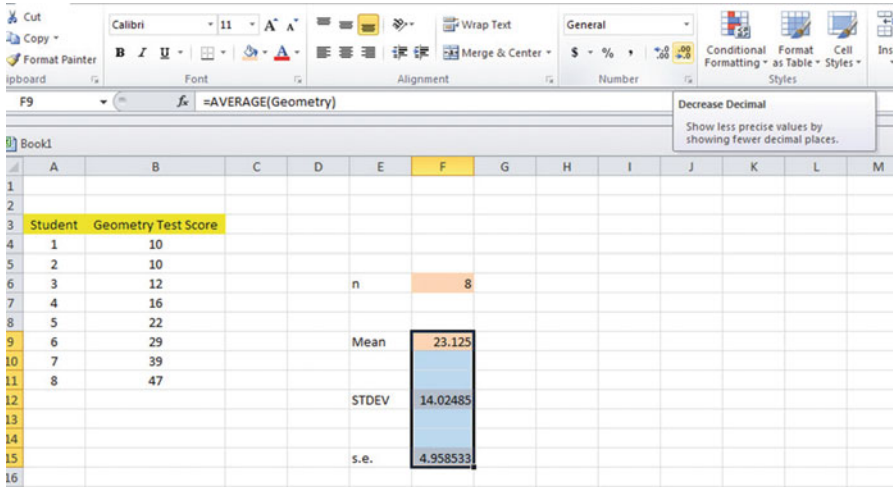 Cut
Copy
Format Painter
Calibri 11 A A
B I U A
Wrap Text
Merge & Center
General
$ % , .00 .0 .00
Conditional Formatting
Format as Table
Cell Styles
Ins
ipboard Font Alignment Number Styles
F9 fx =AVERAGE(Geometry)
Decrease Decimal
Show less precise values by
showing fewer decimal places.
Book1
A B C D E F G H I J K L M
1
2
3 Student Geometry Test Score
4 1 10
5 2 10
6 3 12 n 8
7 4 16
8 5 22
9 6 29 Mean 23.125
10 7 39
11 8 47
12 STDEV 14.02485
13
14
15 s.e. 4.958533
16